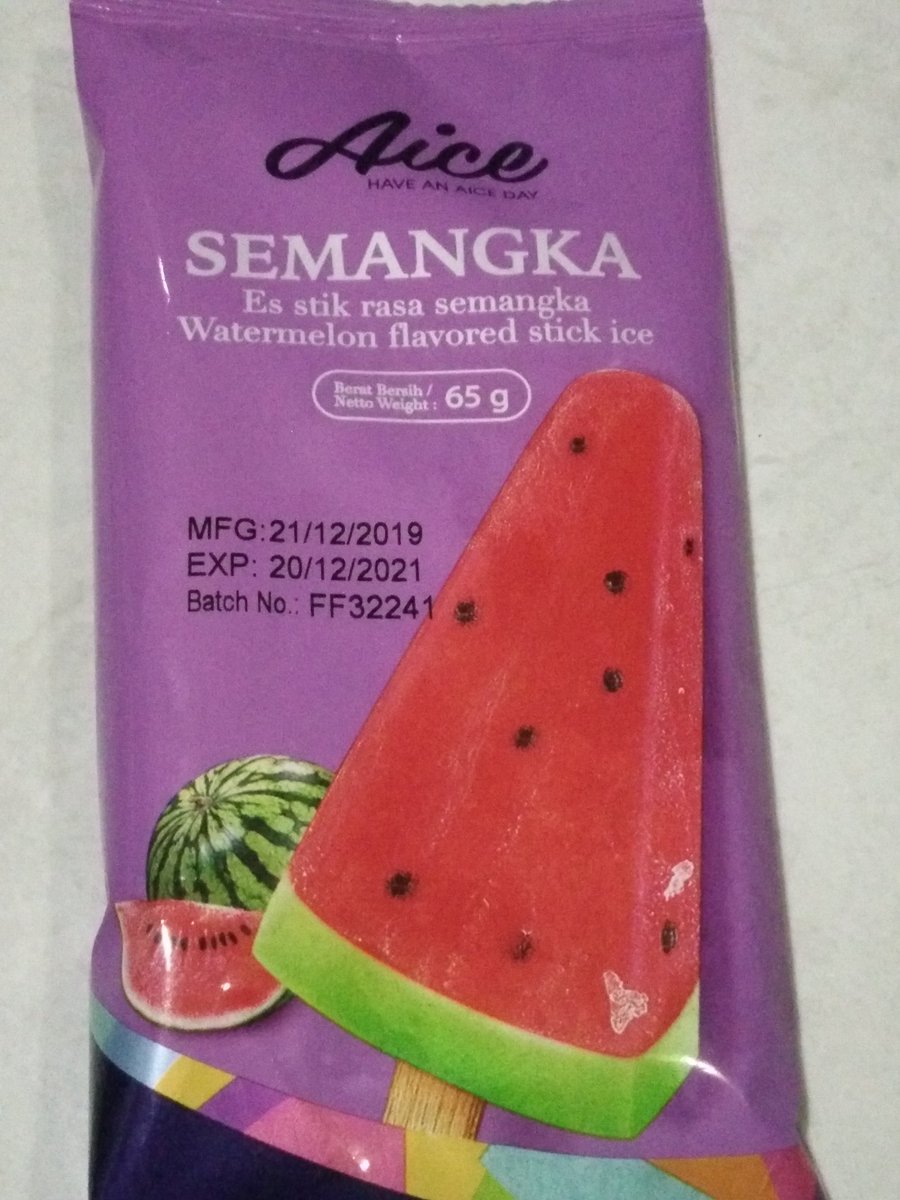 Aice
HAVE AN AICE DAY
SEMANGKA
Es stik rasa semangka
Watermelon flavored stick ice
Berat Bersih /
Netto Weight : 65 g
MFG:21/12/2019
EXP: 20/12/2021
Batch No.: FF32241